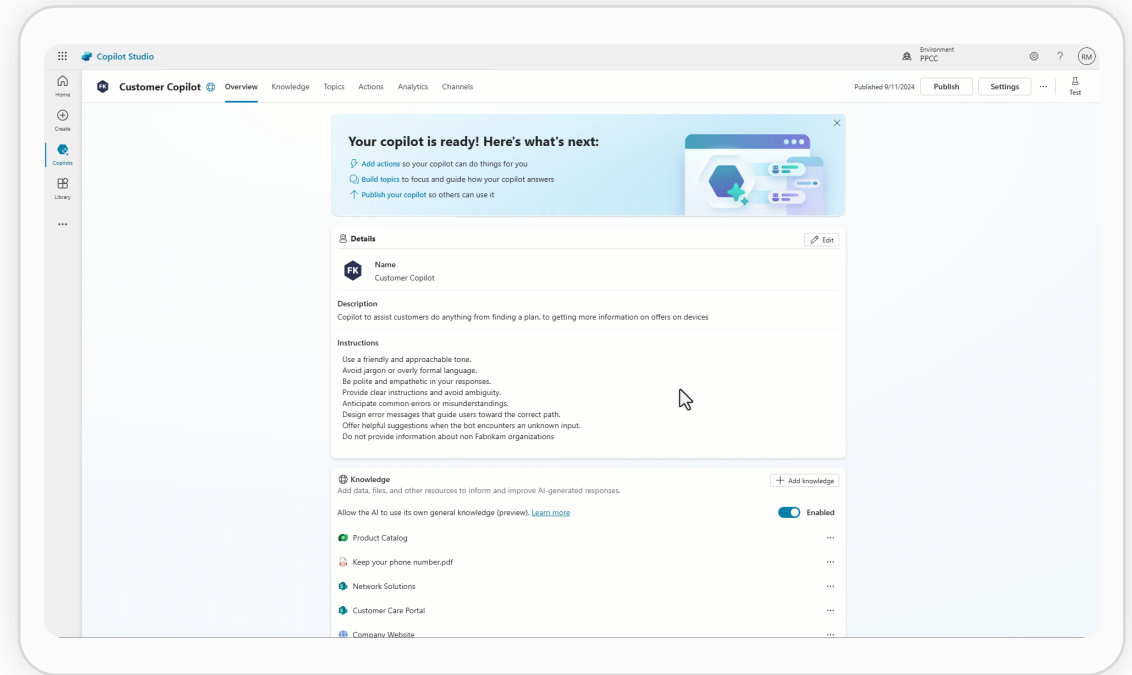 Copilot Studio
Environment
PPCC
RM
Home
Create
Copilots
Library
FK
Customer Copilot
Overview
Knowledge
Topics
Actions
Analytics
Channels
Published 9/11/2024
Publish
Settings
Test
Your copilot is ready! Here's what's next:
Add actions so your copilot can do things for you
Build topics to focus and guide how your copilot answers
Publish your copilot so others can use it
Details
Edit
FK
Name
Customer Copilot
Description
Copilot to assist customers do anything from finding a plan, to getting more information on offers on devices
Instructions
Use a friendly and approachable tone.
Avoid jargon or overly formal language.
Be polite and empathetic in your responses.
Provide clear instructions and avoid ambiguity.
Anticipate common errors or misunderstandings.
Design error messages that guide users toward the correct path.
Offer helpful suggestions when the bot encounters an unknown input.
Do not provide information about non Fabrikam organizations
Knowledge
Add knowledge
Add data, files, and other resources to inform and improve AI-generated responses.
Allow the AI to use its own general knowledge (preview). Learn more
Enabled
Product Catalog
Keep your phone number.pdf
Network Solutions
Customer Care Portal
Company Website